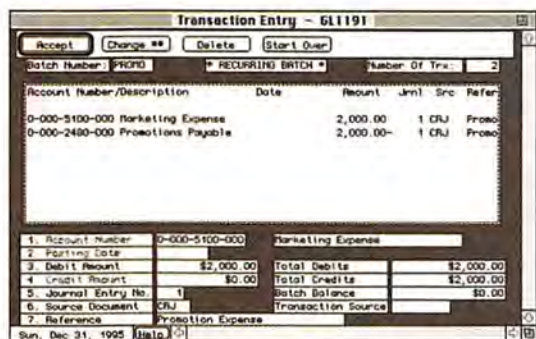 Transaction Entry - GL1191
Accept Change ** Delete Start Over
Batch Number: PROMO * RECURRING BATCH * Number Of Trx: 2
Account Number/Description Date Amount Jrnl Src Refer
0-000-5100-000 Marketing Expense 2,000.00 1 CRJ Promo
0-000-2480-000 Promotions Payable 2,000.00- 1 CRJ Promo
1. Account Number 0-000-5100-000 Marketing Expense
2 Posting Date
3. Debit Amount $2,000.00 Total Debits $2,000.00
4 Credit Amount $0.00 Total Credits $2,000.00
5. Journal Entry No. 1 Batch Balance $0.00
6. Source Document CRJ Transaction Source
7. Reference Promotion Expense
Sun, Dec 31, 1995 Help